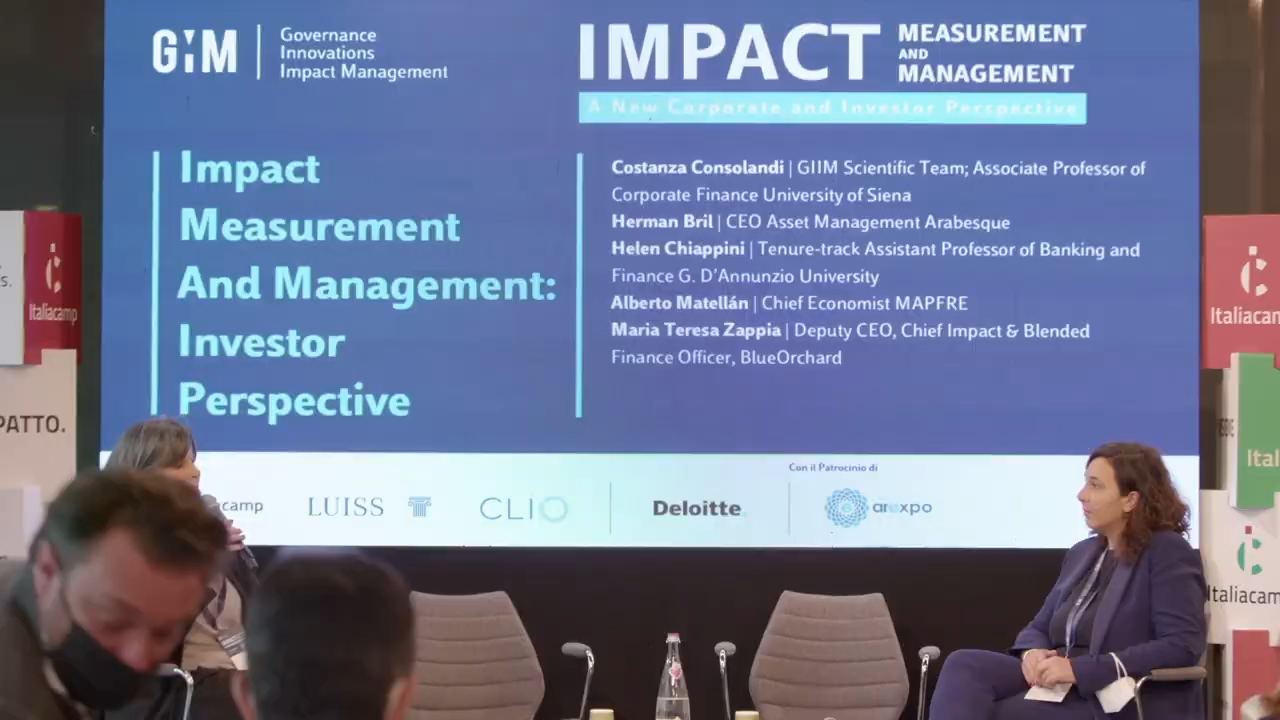 GIIM
Governance
Innovations
Impact Management
IMPACT
MEASUREMENT
AND
MANAGEMENT
A New Corporate and Investor Perspective
Impact
Measurement
And Management:
Investor
Perspective
Costanza Consolandi | GIIM Scientific Team; Associate Professor of
Corporate Finance University of Siena
Herman Bril | CEO Asset Management Arabesque
Helen Chiappini | Tenure-track Assistant Professor of Banking and
Finance G. D'Annunzio University
Alberto Matellán | Chief Economist MAPFRE
Maria Teresa Zappia | Deputy CEO, Chief Impact & Blended
Finance Officer, BlueOrchard
Con il Patrocinio di
camp
LUISS
CLIO
Deloitte
arexpo
s.
Italiacamp
PATTO.
Italiacam
Ital
Italiacam